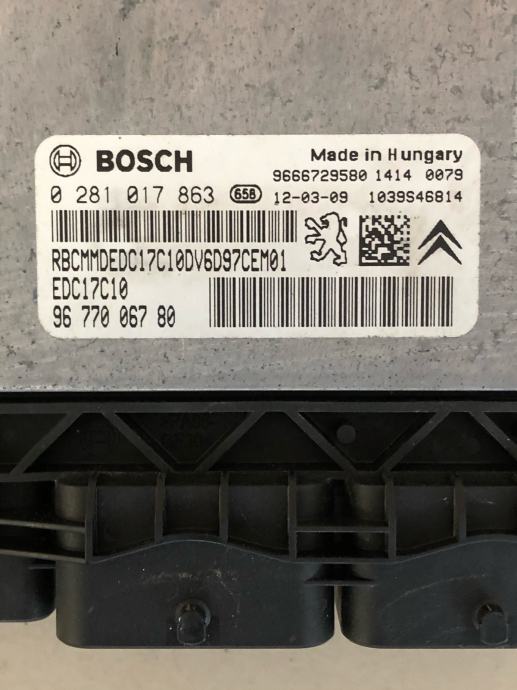 BOSCH
Made in Hungary
9666729580 1414 0079
0 281 017 863 65B 12-03-09 1039S46814
RBCMMDEDC17C10DV6D97CEM01
EDC17C10
96 770 067 80